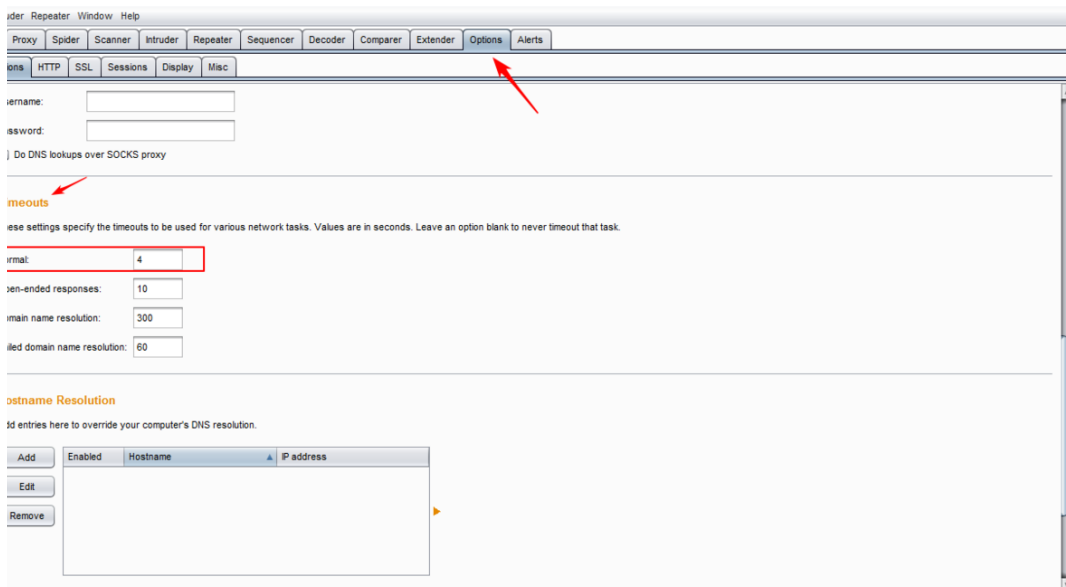 uder Repeater Window Help
Proxy Spider Scanner Intruder Repeater Sequencer Decoder Comparer Extender Options Alerts
ions HTTP SSL Sessions Display Misc
sername:
assword:
Do DNS lookups over SOCKS proxy
imeouts
ese settings specify the timeouts to be used for various network tasks. Values are in seconds. Leave an option blank to never timeout that task.
ormal: 4
pen-ended responses: 10
omain name resolution: 300
iled domain name resolution: 60
ostname Resolution
dd entries here to override your computer's DNS resolution.
Add Enabled Hostname IP address
Edit
Remove